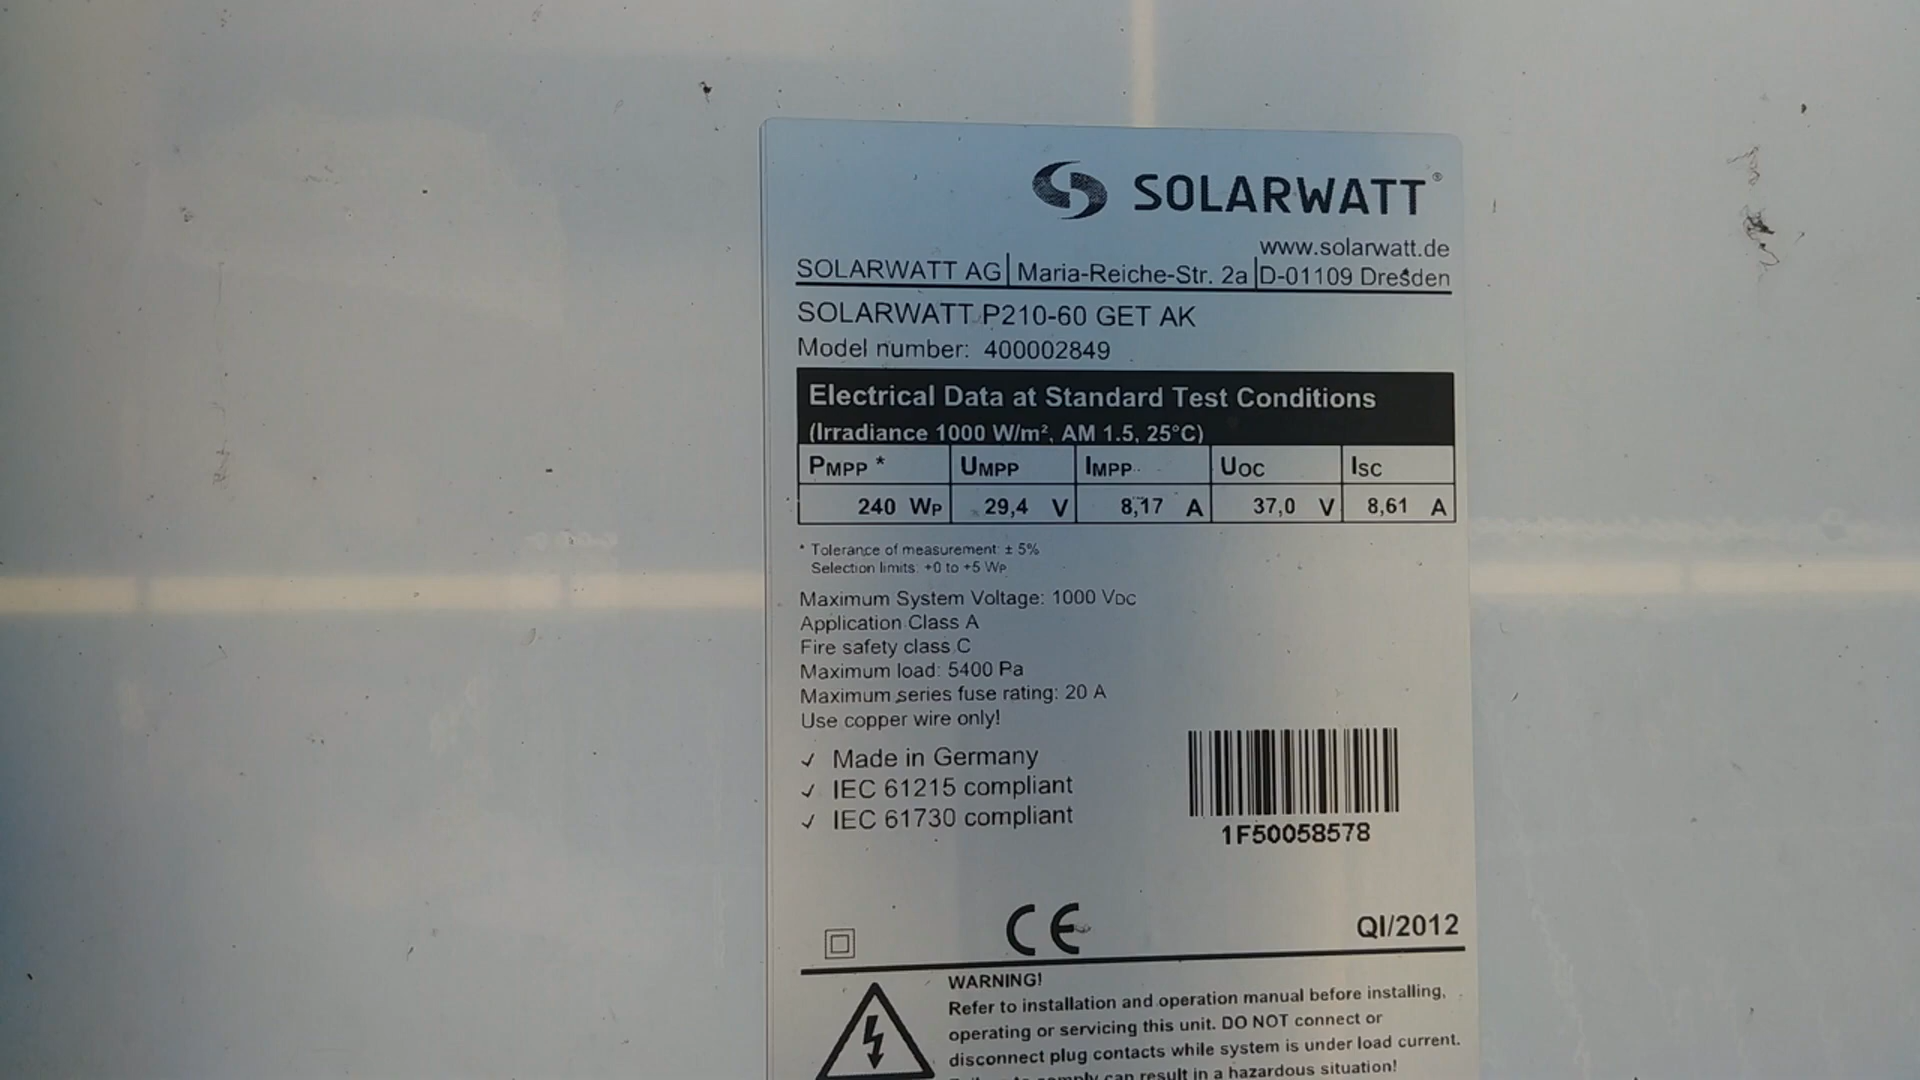 SOLARWATT®
www.solarwatt.de
SOLARWATT AG | Maria-Reiche-Str. 2a | D-01109 Dresden
SOLARWATT P210-60 GET AK
Model number: 400002849
Electrical Data at Standard Test Conditions
(Irradiance 1000 W/m², AM 1.5, 25°C)
PMPP * UMPP IMPP UOC ISC
240 WP 29,4 V 8,17 A 37,0 V 8,61 A
* Tolerance of measurement: ± 5%
Selection limits: +0 to +5 WP
Maximum System Voltage: 1000 VDC
Application Class A
Fire safety class C
Maximum load: 5400 Pa
Maximum series fuse rating: 20 A
Use copper wire only!
✓ Made in Germany
✓ IEC 61215 compliant
✓ IEC 61730 compliant
1F50058578
CE
QI/2012
WARNING!
Refer to installation and operation manual before installing,
operating or servicing this unit. DO NOT connect or
disconnect plug contacts while system is under load current.
can result in a hazardous situation!